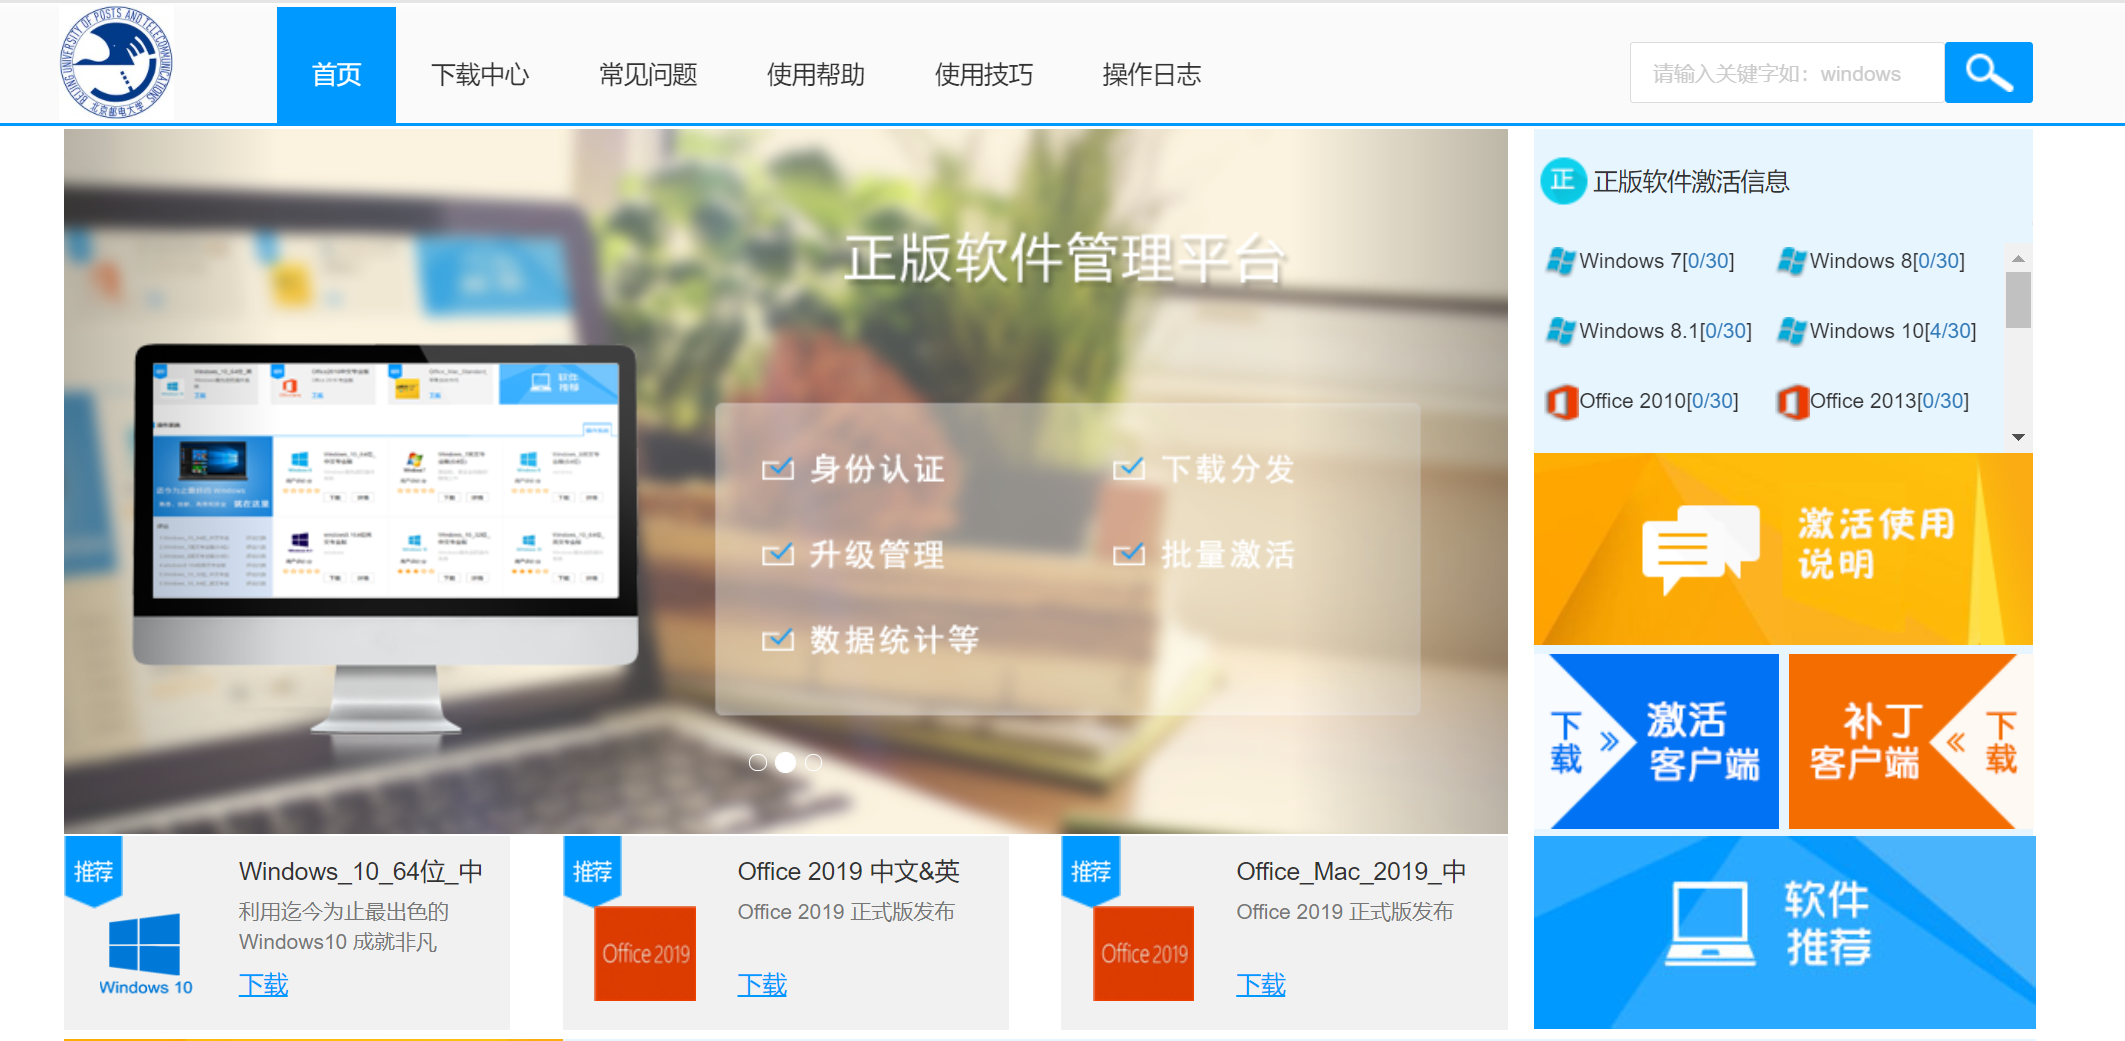 BEIJING UNIVERSITY OF POSTS AND TELECOMMUNICATIONS
北京邮电大学
首页
下载中心
常见问题
使用帮助
使用技巧
操作日志
请输入关键字如：windows
正版软件管理平台
身份认证
下载分发
升级管理
批量激活
数据统计等
正
正版软件激活信息
Windows 7[0/30]
Windows 8[0/30]
Windows 8.1[0/30]
Windows 10[4/30]
Office 2010[0/30]
Office 2013[0/30]
激活使用
说明
下载
»
激活
客户端
补丁
客户端
«
下载
推荐
Windows_10_64位_中
利用迄今为止最出色的
Windows10 成就非凡
Windows 10
下载
推荐
Office 2019 中文&英
Office 2019 正式版发布
Office 2019
下载
推荐
Office_Mac_2019_中
Office 2019 正式版发布
Office 2019
下载
软件
推荐